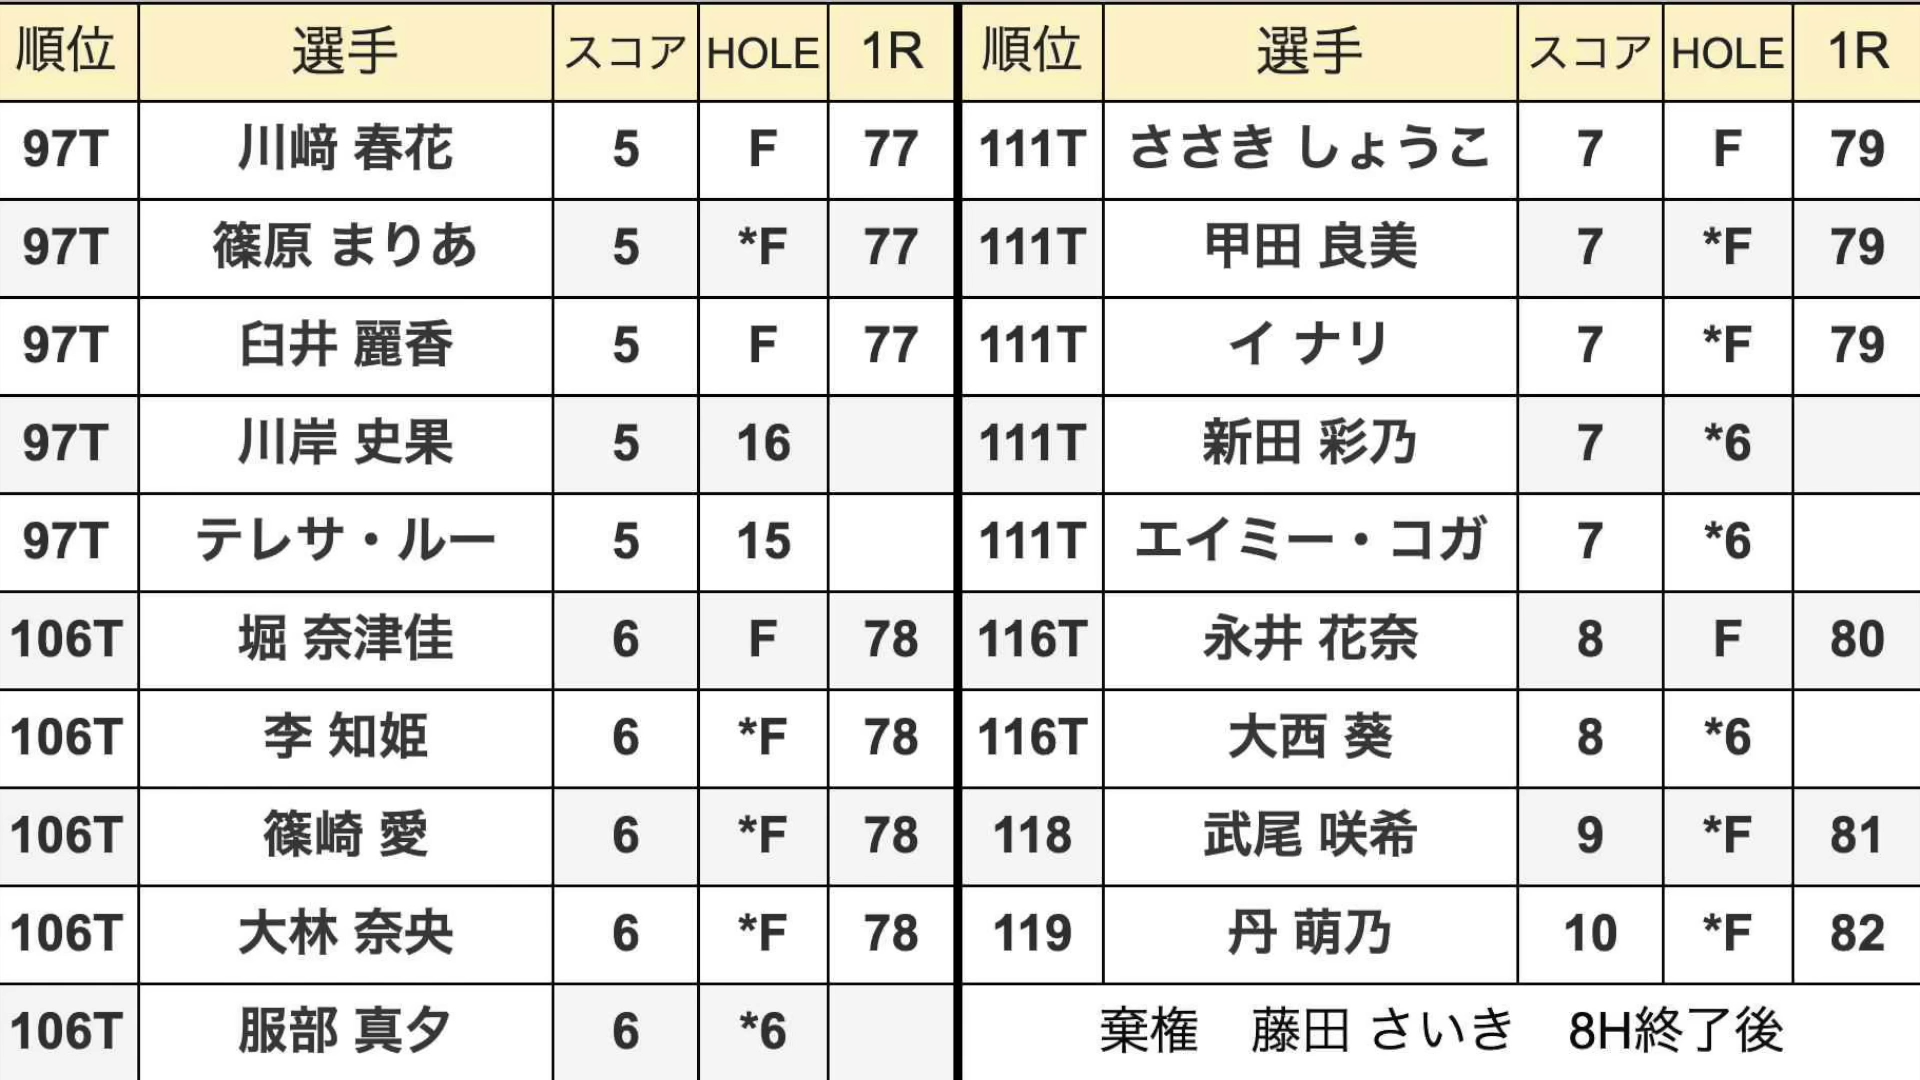 順位 選手 スコア HOLE 1R
97T 川﨑 春花 5 F 77
97T 篠原 まりあ 5 *F 77
97T 臼井 麗香 5 F 77
97T 川岸 史果 5 16
97T テレサ・ルー 5 15
106T 堀 奈津佳 6 F 78
106T 李 知姫 6 *F 78
106T 篠崎 愛 6 *F 78
106T 大林 奈央 6 *F 78
106T 服部 真夕 6 *6
順位 選手 スコア HOLE 1R
111T ささき しょうこ 7 F 79
111T 甲田 良美 7 *F 79
111T イ ナリ 7 *F 79
111T 新田 彩乃 7 *6
111T エイミー・コガ 7 *6
116T 永井 花奈 8 F 80
116T 大西 葵 8 *6
118 武尾 咲希 9 *F 81
119 丹 萌乃 10 *F 82
棄権 藤田 さいき 8H終了後